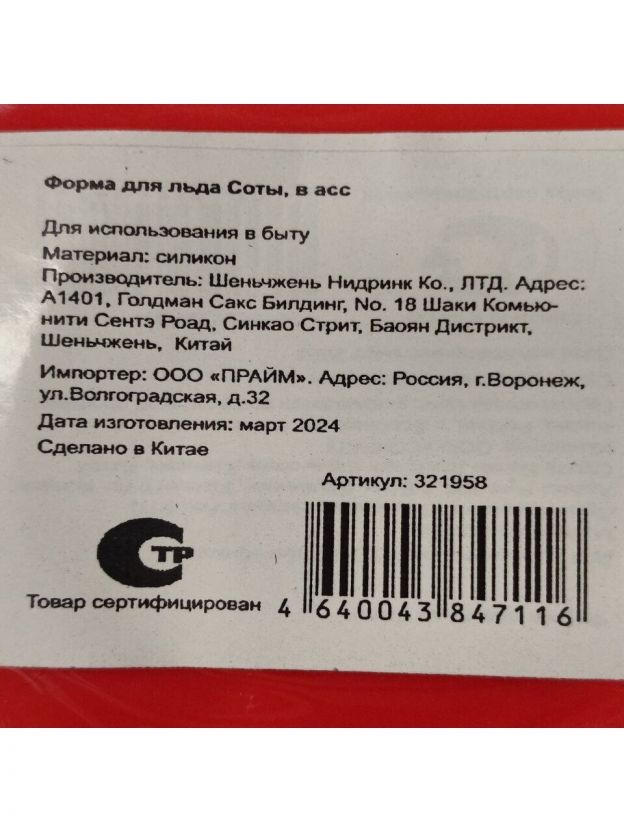 Форма для льда Соты, в асс
Для использования в быту
Материал: силикон
Производитель: Шеньчжень Нидринк Ко., ЛТД. Адрес:
А1401, Голдман Сакс Билдинг, No. 18 Шаки Комью-
нити Сентэ Роад, Синкао Стрит, Баоян Дистрикт,
Шеньчжень, Китай
Импортер: ООО «ПРАЙМ». Адрес: Россия, г.Воронеж,
ул.Волгоградская, д.32
Дата изготовления: март 2024
Сделано в Китае
Артикул: 321958
СТР
Товар сертифицирован
4 640043 847116